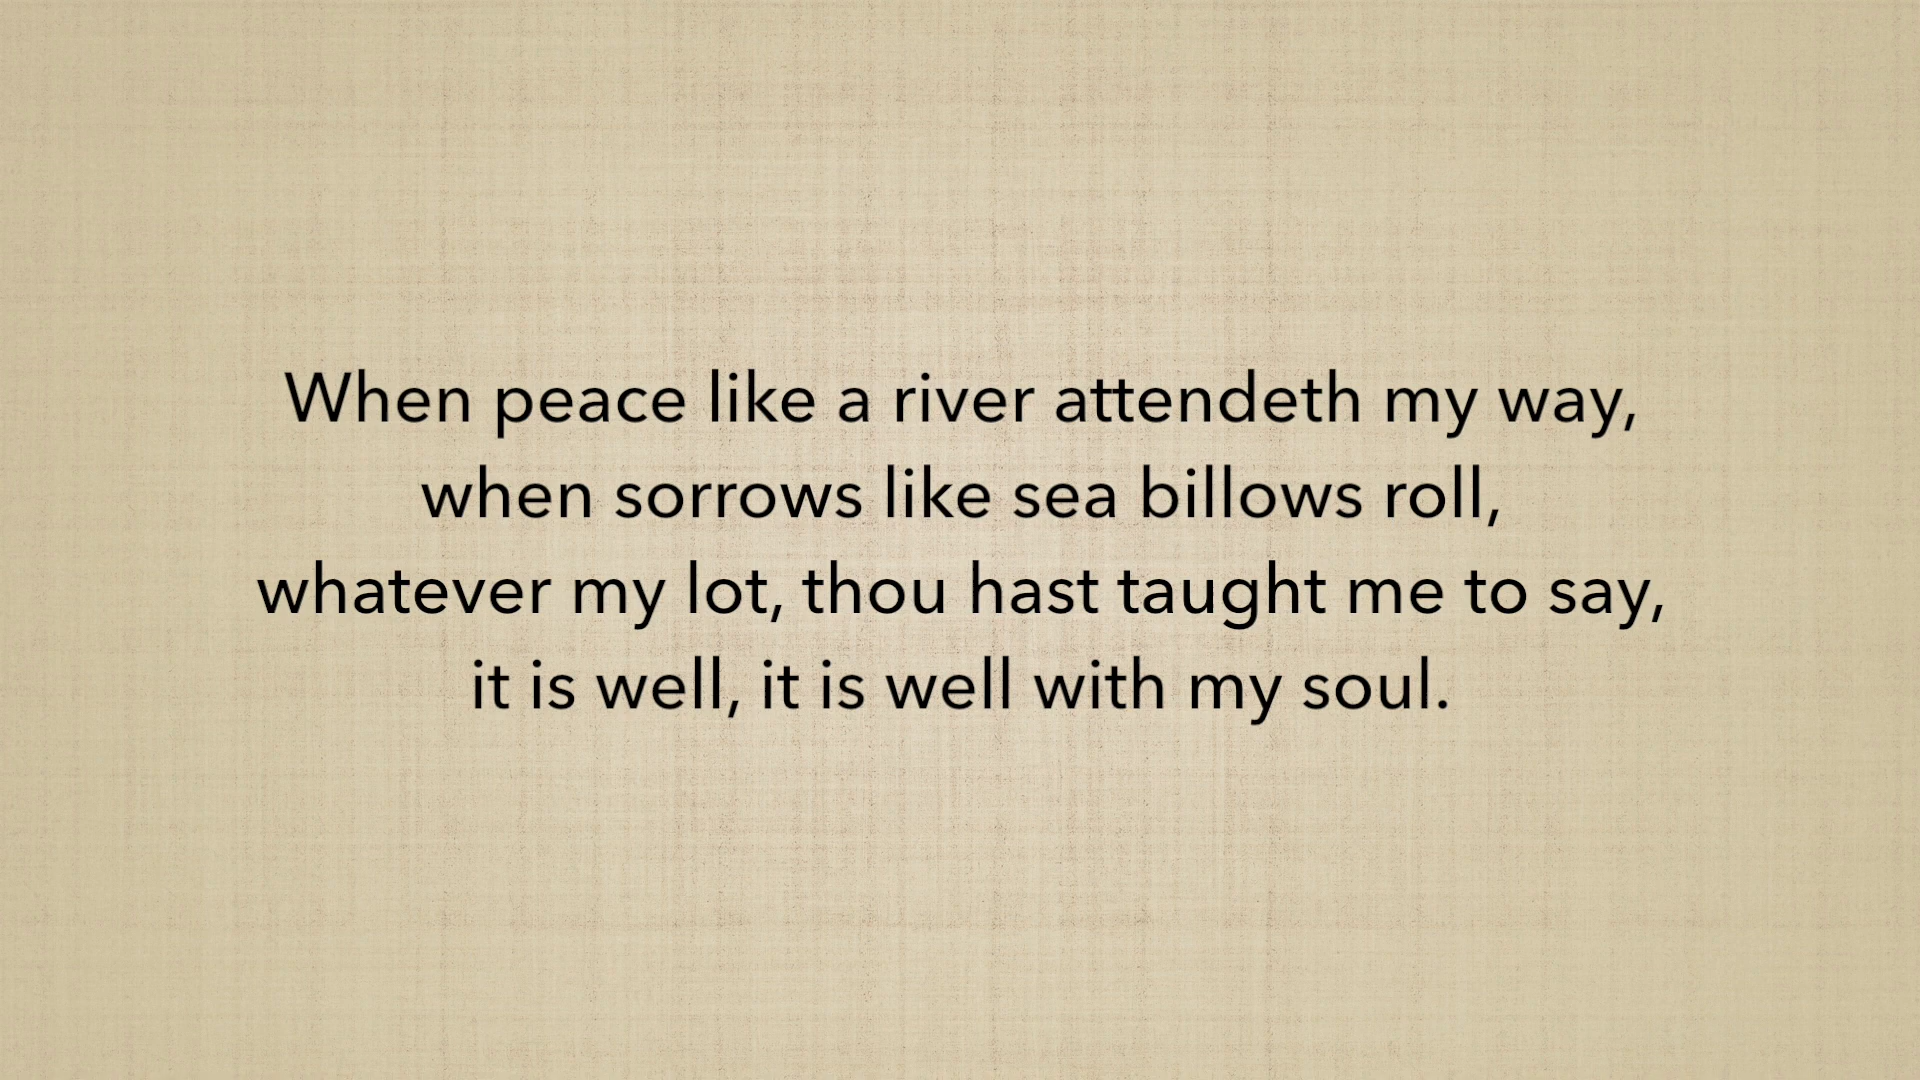 When peace like a river attendeth my way,
when sorrows like sea billows roll,
whatever my lot, thou hast taught me to say,
it is well, it is well with my soul.